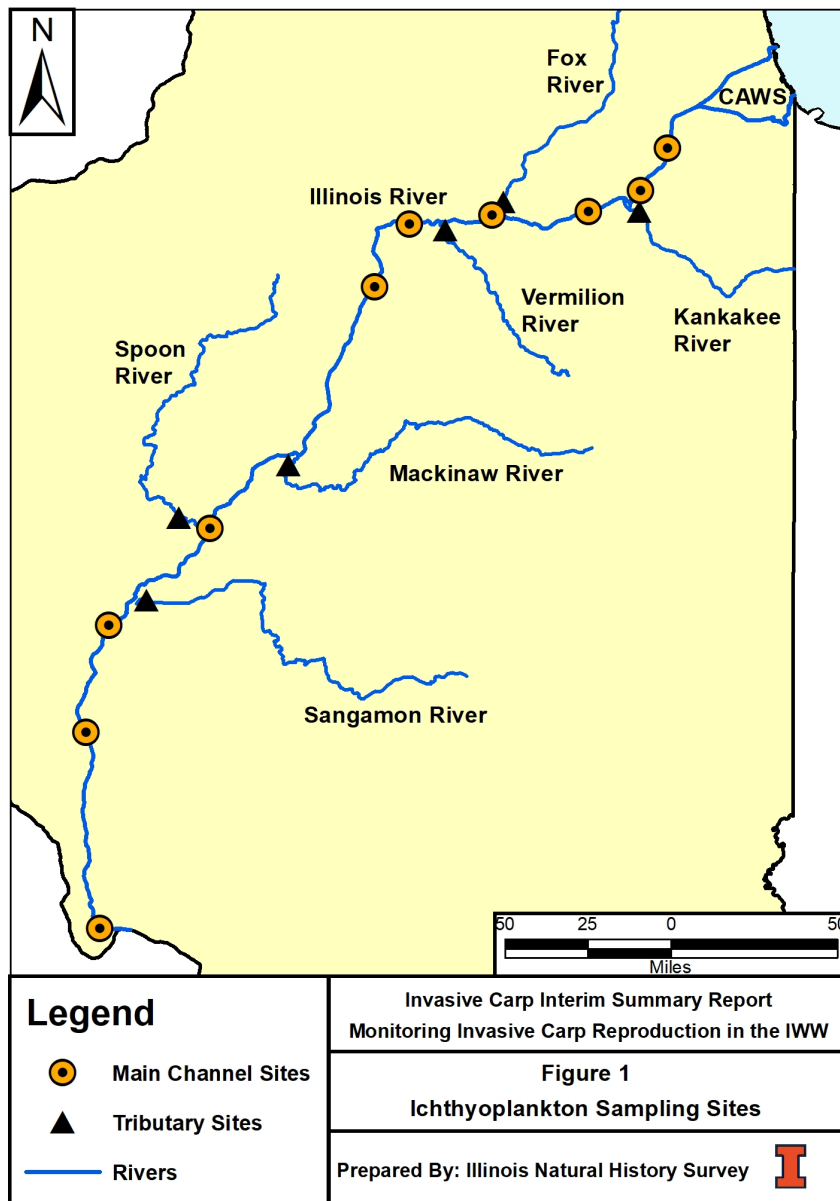 N
Fox
River
CAWS
Illinois River
Vermilion
River
Kankakee
River
Spoon
River
Mackinaw River
Sangamon River
50 25 0 50
Miles
Legend
Main Channel Sites
Tributary Sites
Rivers
Invasive Carp Interim Summary Report
Monitoring Invasive Carp Reproduction in the IWW
Figure 1
Ichthyoplankton Sampling Sites
Prepared By: Illinois Natural History Survey